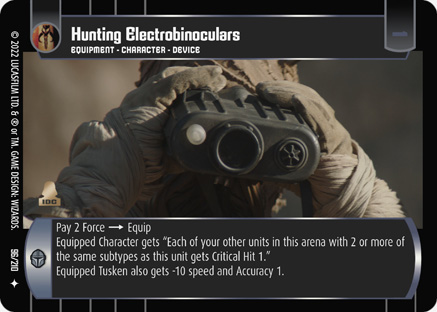 Hunting Electrobinoculars
EQUIPMENT - CHARACTER - DEVICE
Pay 2 Force → Equip
Equipped Character gets “Each of your other units in this arena with 2 or more of
the same subtypes as this unit gets Critical Hit 1.”
Equipped Tusken also gets -10 speed and Accuracy 1.
© 2022 LUCASFILM LTD. & ® or TM. GAME DESIGN: WIZARDS.
96/210
IDC